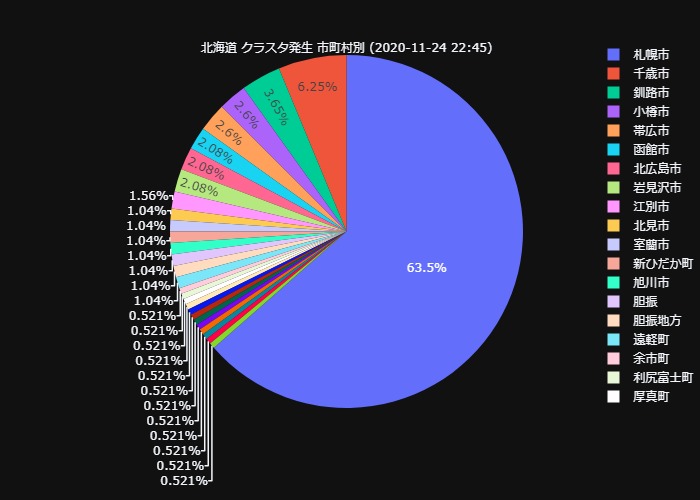 北海道 クラスタ発生 市町村別 (2020-11-24 22:45)
63.5%
6.25%
3.65%
2.6%
2.6%
2.08%
2.08%
2.08%
1.56%
1.04%
1.04%
1.04%
1.04%
1.04%
1.04%
1.04%
0.521%
0.521%
0.521%
0.521%
0.521%
0.521%
0.521%
0.521%
0.521%
0.521%
0.521%
0.521%
札幌市
千歳市
釧路市
小樽市
帯広市
函館市
北広島市
岩見沢市
江別市
北見市
室蘭市
新ひだか町
旭川市
胆振
胆振地方
遠軽町
余市町
利尻富士町
厚真町